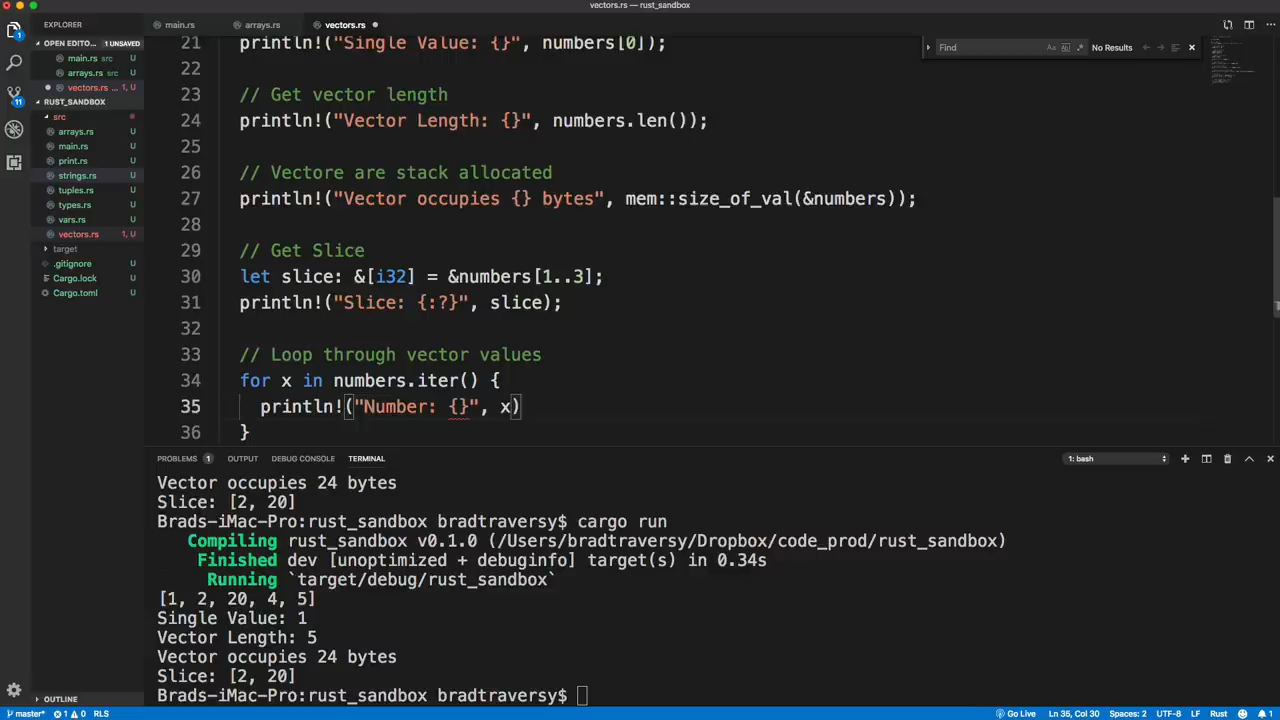 vectors.rs — rust_sandbox
EXPLORER
main.rs
arrays.rs
vectors.rs
OPEN EDITO... 1 UNSAVED
main.rs src U
arrays.rs src U
vectors.rs ... 1, U
RUST_SANDBOX
src
arrays.rs U
main.rs U
print.rs U
strings.rs U
tuples.rs U
types.rs U
vars.rs U
vectors.rs 1, U
target
.gitignore U
Cargo.lock U
Cargo.toml U
OUTLINE
1
11
Find
Aa
No Results
21 println!("Single Value: {}", numbers[0]);
22
23 // Get vector length
24 println!("Vector Length: {}", numbers.len());
25
26 // Vectore are stack allocated
27 println!("Vector occupies {} bytes", mem::size_of_val(&numbers));
28
29 // Get Slice
30 let slice: &[i32] = &numbers[1..3];
31 println!("Slice: {:?}", slice);
32
33 // Loop through vector values
34 for x in numbers.iter() {
35 println!("Number: {}", x)
36 }
PROBLEMS 1 OUTPUT DEBUG CONSOLE TERMINAL
1: bash
Vector occupies 24 bytes
Slice: [2, 20]
Brads-iMac-Pro:rust_sandbox bradtraversy$ cargo run
Compiling rust_sandbox v0.1.0 (/Users/bradtraversy/Dropbox/code_prod/rust_sandbox)
Finished dev [unoptimized + debuginfo] target(s) in 0.34s
Running `target/debug/rust_sandbox`
[1, 2, 20, 4, 5]
Single Value: 1
Vector Length: 5
Vector occupies 24 bytes
Slice: [2, 20]
Brads-iMac-Pro:rust_sandbox bradtraversy$
master* 1 0 RLS
Go Live Ln 35, Col 30 Spaces: 2 UTF-8 LF Rust 1